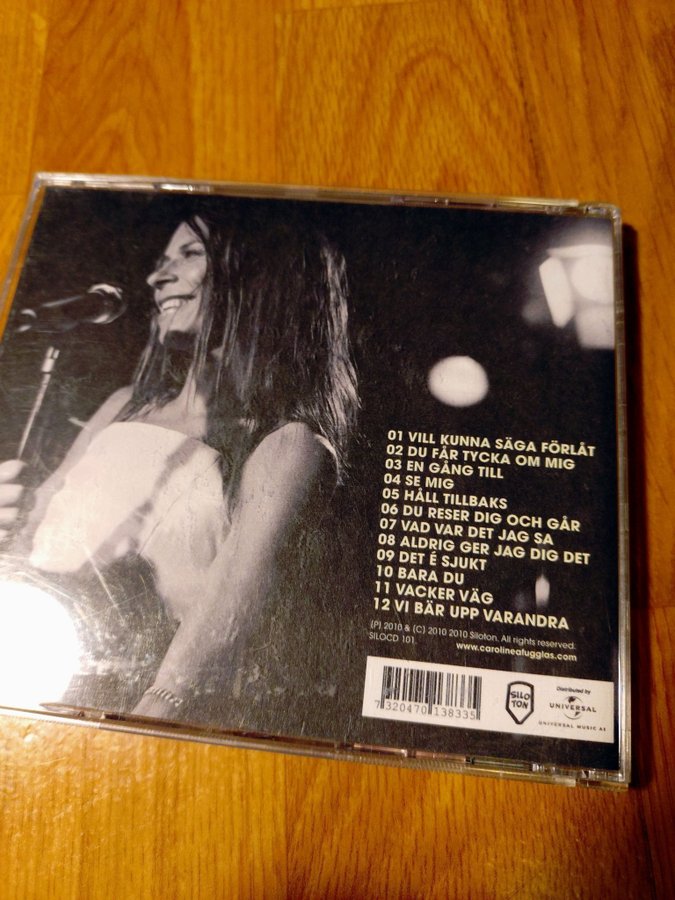 01 VILL KUNNA SÄGA FÖRLÅT
02 DU FÅR TYCKA OM MIG
03 EN GÅNG TILL
04 SE MIG
05 HÅLL TILLBAKS
06 DU RESER DIG OCH GÅR
07 VAD VAR DET JAG SA
08 ALDRIG GER JAG DIG DET
09 DET É SJUKT
10 BARA DU
11 VACKER VÄG
12 VI BÄR UPP VARANDRA
(P) 2010 & (C) 2010 2010 Siloton. All rights reserved.
SILOCD 101.
www.carolineafugglas.com
7 320470 138335
SILO
TON
Distributed by
UNIVERSAL
UNIVERSAL MUSIC AB